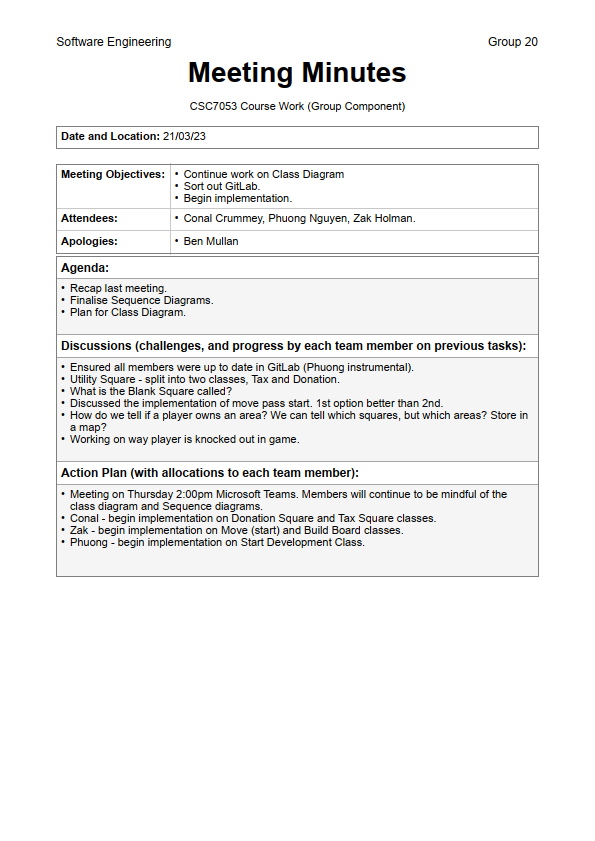 Software Engineering Group 20
Meeting Minutes
CSC7053 Course Work (Group Component)
Date and Location: 21/03/23
Meeting Objectives: • Continue work on Class Diagram
• Sort out GitLab.
• Begin implementation.
Attendees: • Conal Crummey, Phuong Nguyen, Zak Holman.
Apologies: • Ben Mullan
Agenda:
• Recap last meeting.
• Finalise Sequence Diagrams.
• Plan for Class Diagram.
Discussions (challenges, and progress by each team member on previous tasks):
• Ensured all members were up to date in GitLab (Phuong instrumental).
• Utility Square - split into two classes, Tax and Donation.
• What is the Blank Square called?
• Discussed the implementation of move pass start. 1st option better than 2nd.
• How do we tell if a player owns an area? We can tell which squares, but which areas? Store in
a map?
• Working on way player is knocked out in game.
Action Plan (with allocations to each team member):
• Meeting on Thursday 2:00pm Microsoft Teams. Members will continue to be mindful of the
class diagram and Sequence diagrams.
• Conal - begin implementation on Donation Square and Tax Square classes.
• Zak - begin implementation on Move (start) and Build Board classes.
• Phuong - begin implementation on Start Development Class.